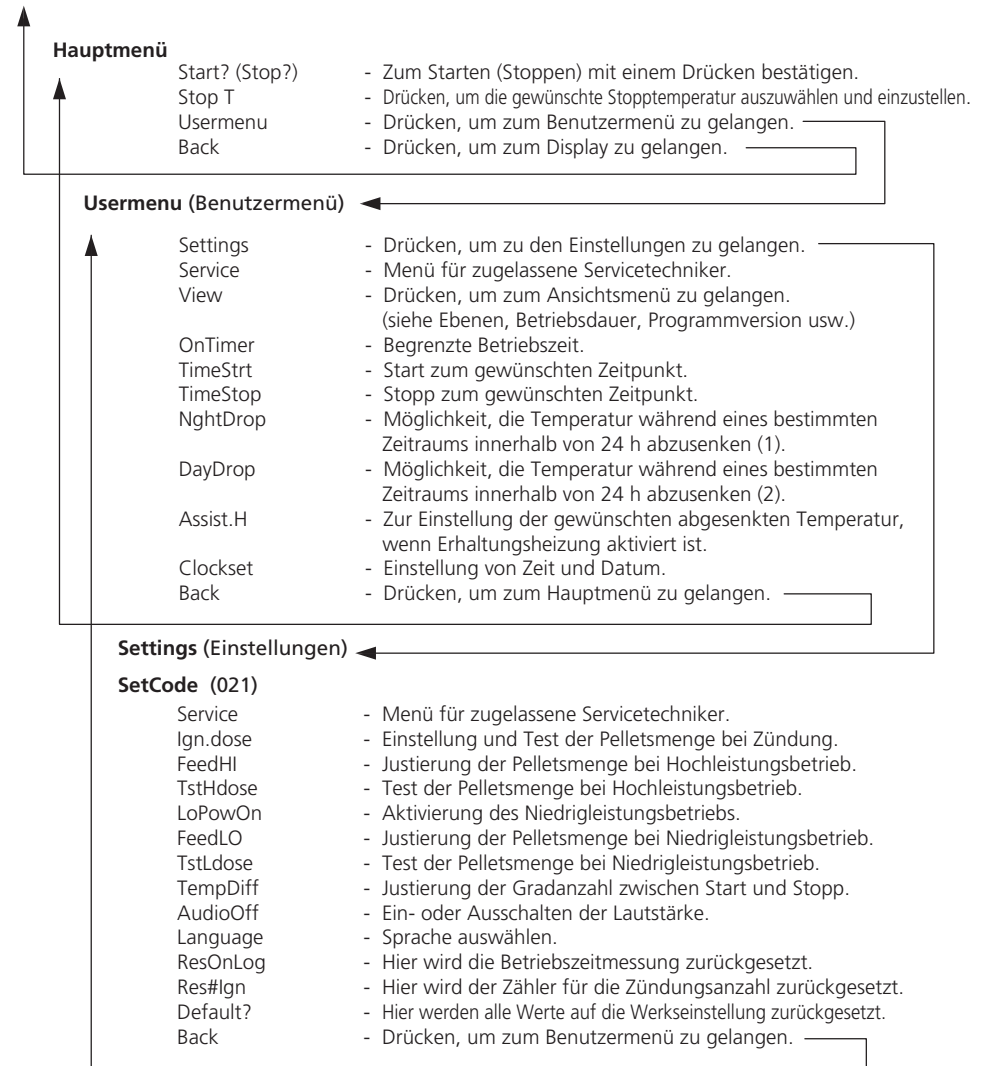 Hauptmenü
Start? (Stop?) - Zum Starten (Stoppen) mit einem Drücken bestätigen.
Stop T - Drücken, um die gewünschte Stopptemperatur auszuwählen und einzustellen.
Usermenu - Drücken, um zum Benutzermenü zu gelangen.
Back - Drücken, um zum Display zu gelangen.
Usermenu (Benutzermenü)
Settings - Drücken, um zu den Einstellungen zu gelangen.
Service - Menü für zugelassene Servicetechniker.
View - Drücken, um zum Ansichtsmenü zu gelangen.
(siehe Ebenen, Betriebsdauer, Programmversion usw.)
OnTimer - Begrenzte Betriebszeit.
TimeStrt - Start zum gewünschten Zeitpunkt.
TimeStop - Stopp zum gewünschten Zeitpunkt.
NghtDrop - Möglichkeit, die Temperatur während eines bestimmten
Zeitraums innerhalb von 24 h abzusenken (1).
DayDrop - Möglichkeit, die Temperatur während eines bestimmten
Zeitraums innerhalb von 24 h abzusenken (2).
Assist.H - Zur Einstellung der gewünschten abgesenkten Temperatur,
wenn Erhaltungsheizung aktiviert ist.
Clockset - Einstellung von Zeit und Datum.
Back - Drücken, um zum Hauptmenü zu gelangen.
Settings (Einstellungen)
SetCode (021)
Service - Menü für zugelassene Servicetechniker.
Ign.dose - Einstellung und Test der Pelletsmenge bei Zündung.
FeedHI - Justierung der Pelletsmenge bei Hochleistungsbetrieb.
TstHdose - Test der Pelletsmenge bei Hochleistungsbetrieb.
LoPowOn - Aktivierung des Niedrigleistungsbetriebs.
FeedLO - Justierung der Pelletsmenge bei Niedrigleistungsbetrieb.
TstLdose - Test der Pelletsmenge bei Niedrigleistungsbetrieb.
TempDiff - Justierung der Gradanzahl zwischen Start und Stopp.
AudioOff - Ein- oder Ausschalten der Lautstärke.
Language - Sprache auswählen.
ResOnLog - Hier wird die Betriebszeitmessung zurückgesetzt.
Res#Ign - Hier wird der Zähler für die Zündungsanzahl zurückgesetzt.
Default? - Hier werden alle Werte auf die Werkseinstellung zurückgesetzt.
Back - Drücken, um zum Benutzermenü zu gelangen.